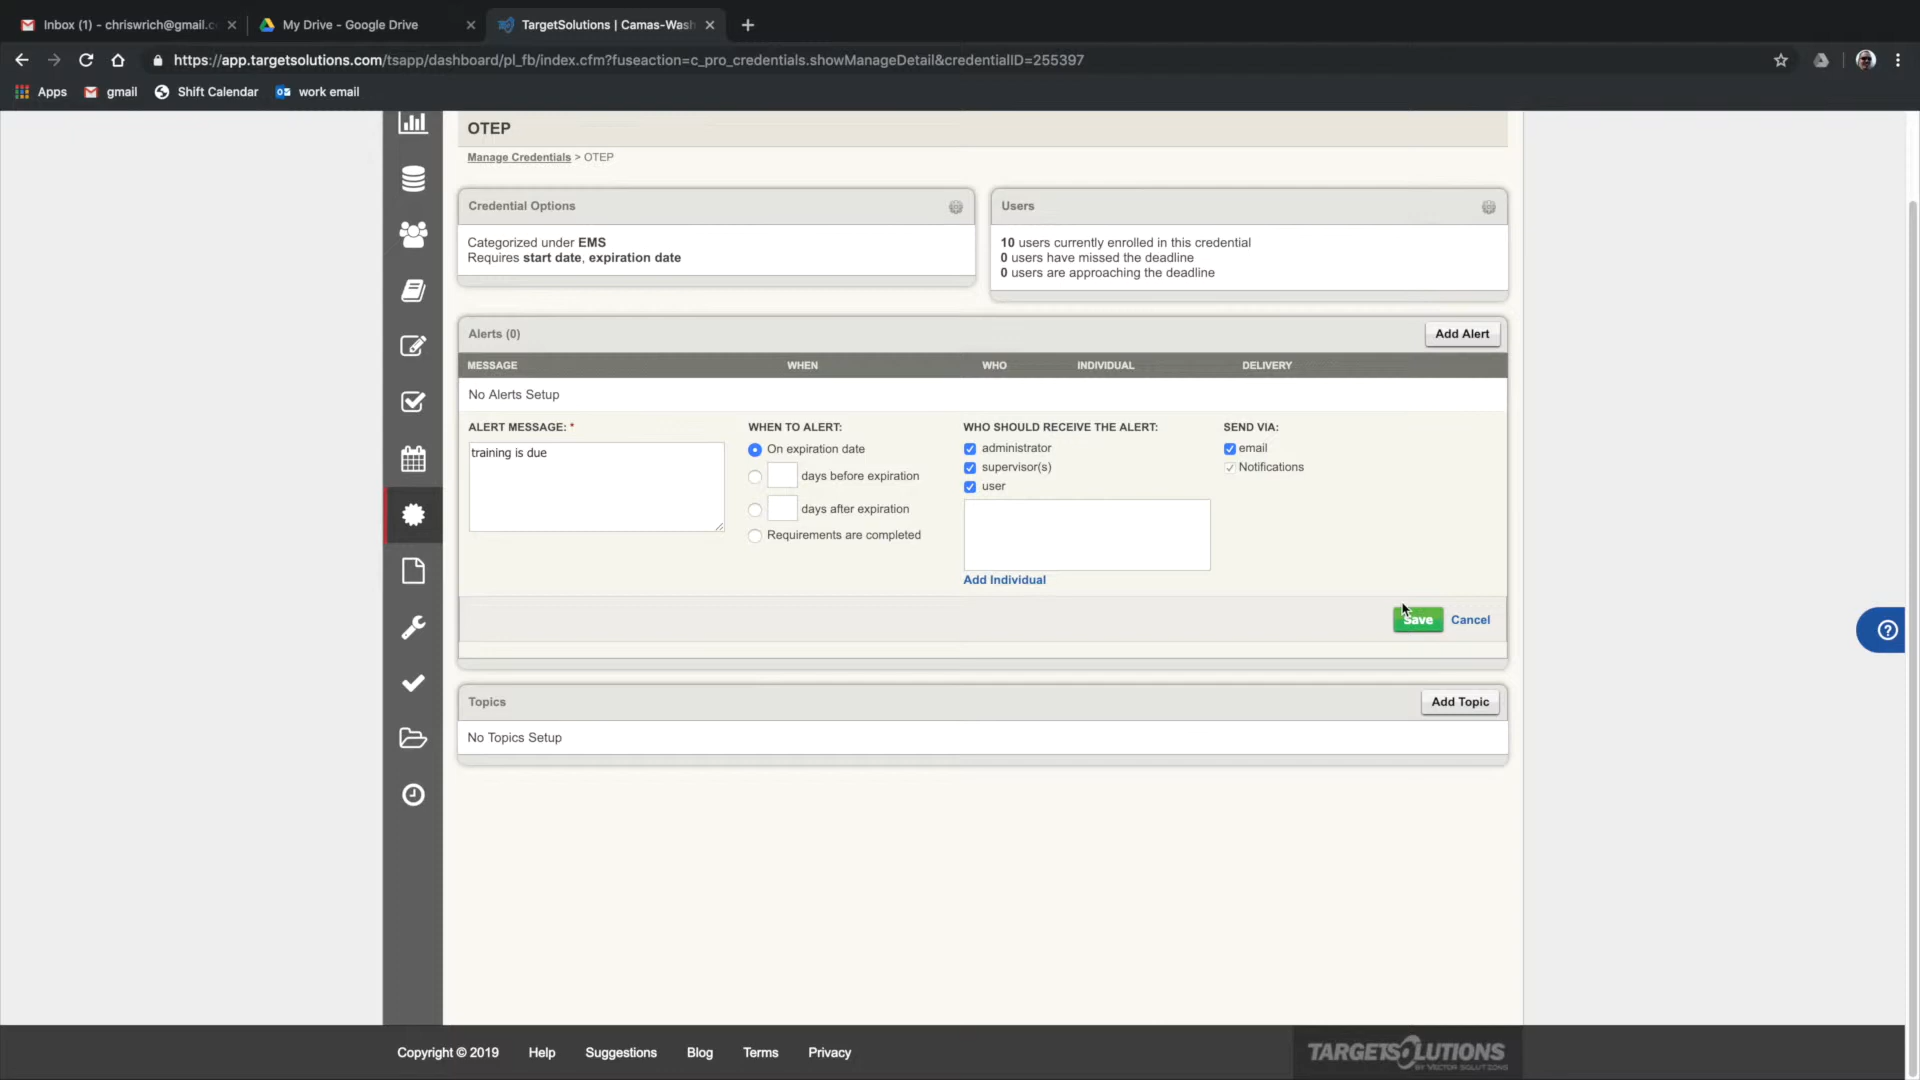 Inbox (1) - chriswrich@gmail.c
My Drive - Google Drive
TargetSolutions | Camas-Wash
https://app.targetsolutions.com/tsapp/dashboard/pl_fb/index.cfm?fuseaction=c_pro_credentials.showManageDetail&credentialID=255397
Apps
gmail
Shift Calendar
work email
OTEP
Manage Credentials > OTEP
Credential Options
Categorized under EMS
Requires start date, expiration date
Users
10 users currently enrolled in this credential
0 users have missed the deadline
0 users are approaching the deadline
Alerts (0)
Add Alert
MESSAGE WHEN WHO INDIVIDUAL DELIVERY
No Alerts Setup
ALERT MESSAGE: *
training is due
WHEN TO ALERT:
On expiration date
days before expiration
days after expiration
Requirements are completed
WHO SHOULD RECEIVE THE ALERT:
administrator
supervisor(s)
user
Add Individual
SEND VIA:
email
Notifications
Save
Cancel
Topics
Add Topic
No Topics Setup
Copyright © 2019 Help Suggestions Blog Terms Privacy
TARGETSOLUTIONS
BY VECTOR SOLUTIONS